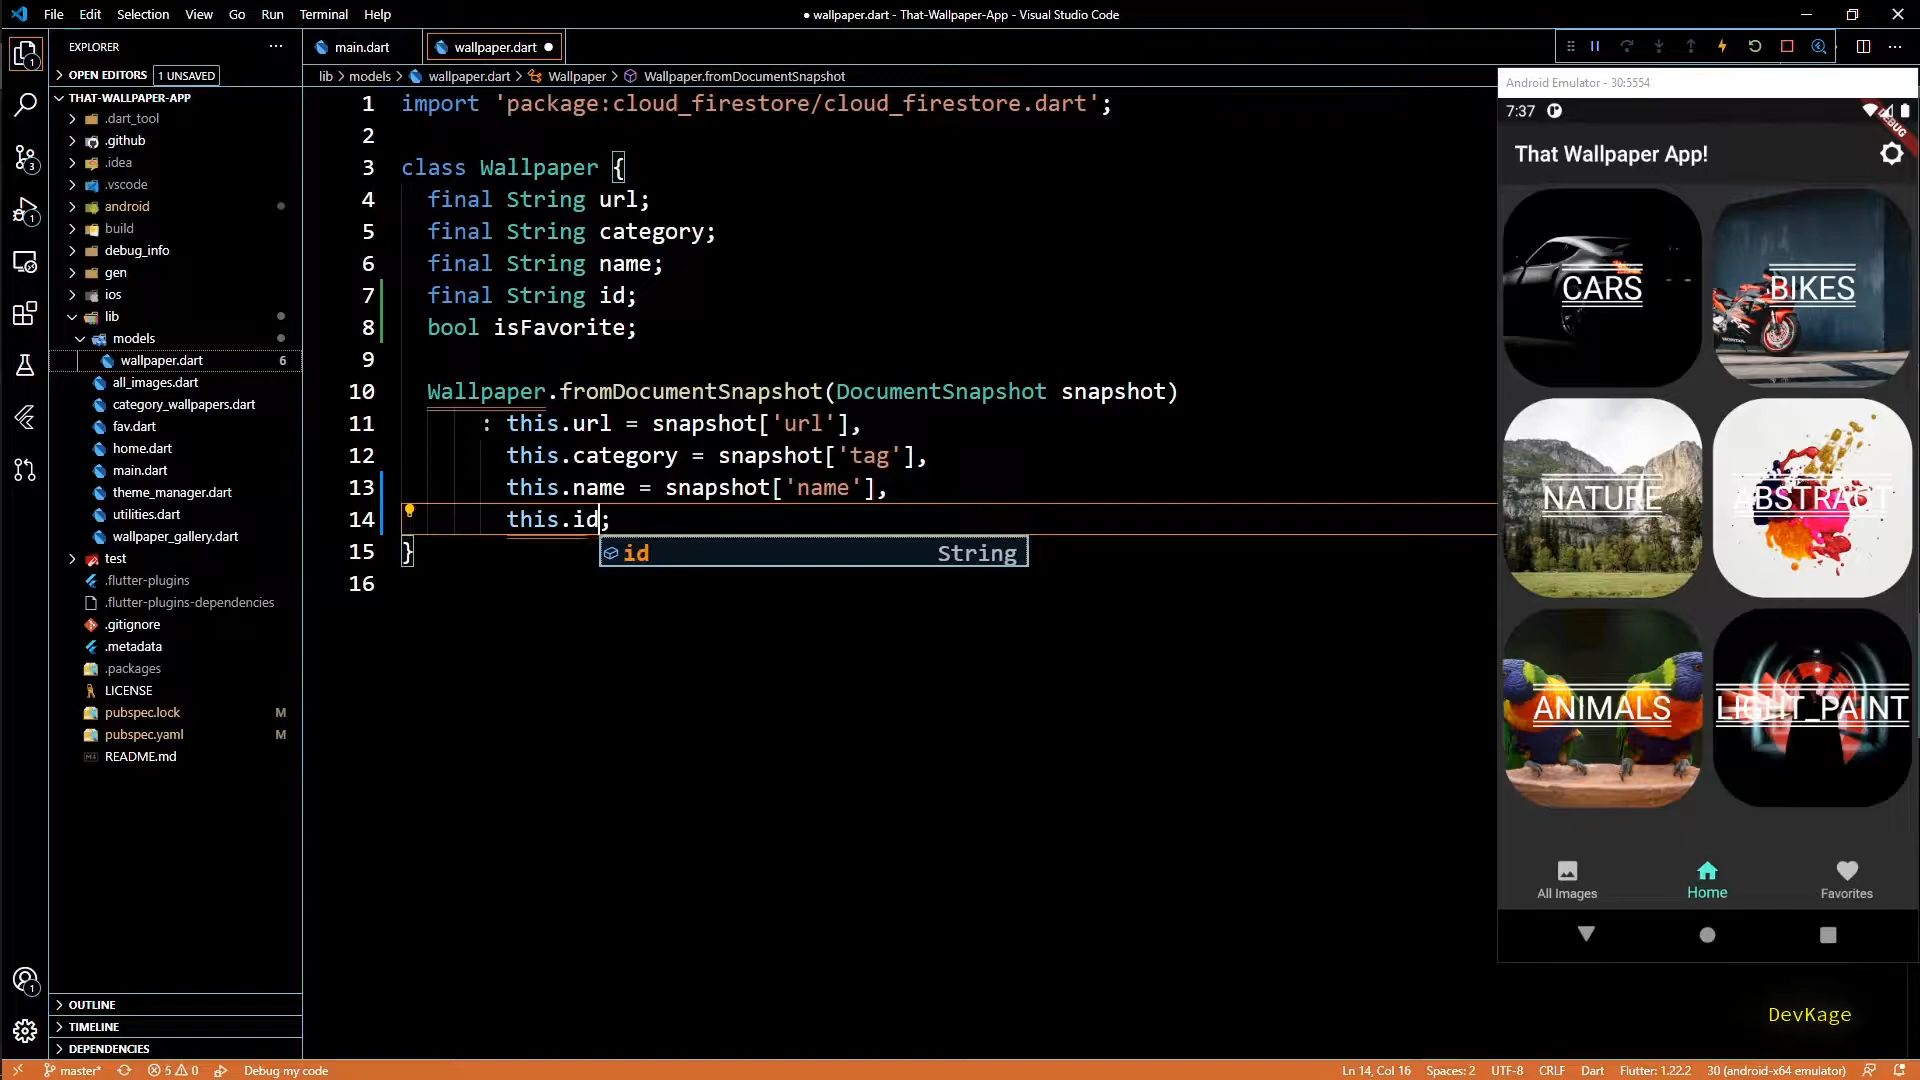 File Edit Selection View Go Run Terminal Help
● wallpaper.dart - That-Wallpaper-App - Visual Studio Code
EXPLORER
OPEN EDITORS 1 UNSAVED
THAT-WALLPAPER-APP
.dart_tool
.github
.idea
.vscode
android
build
debug_info
gen
ios
lib
models
wallpaper.dart 6
all_images.dart
category_wallpapers.dart
fav.dart
home.dart
main.dart
theme_manager.dart
utilities.dart
wallpaper_gallery.dart
test
.flutter-plugins
.flutter-plugins-dependencies
.gitignore
.metadata
.packages
LICENSE
pubspec.lock M
pubspec.yaml M
README.md
OUTLINE
TIMELINE
DEPENDENCIES
1
3
1
1
main.dart
wallpaper.dart ●
lib > models > wallpaper.dart > Wallpaper > Wallpaper.fromDocumentSnapshot
1 import 'package:cloud_firestore/cloud_firestore.dart';
2
3 class Wallpaper {
4 final String url;
5 final String category;
6 final String name;
7 final String id;
8 bool isFavorite;
9
10 Wallpaper.fromDocumentSnapshot(DocumentSnapshot snapshot)
11 : this.url = snapshot['url'],
12 this.category = snapshot['tag'],
13 this.name = snapshot['name'],
14 this.id;
15 }
16
id String
Android Emulator - 30:5554
7:37
DEBUG
That Wallpaper App!
CARS
BIKES
NATURE
ABSTRACT
ANIMALS
LIGHT_PAINT
HONDA
All Images
Home
Favorites
DevKage
master* 5 0 Debug my code
Ln 14, Col 16 Spaces: 2 UTF-8 CRLF Dart Flutter: 1.22.2 30 (android-x64 emulator)